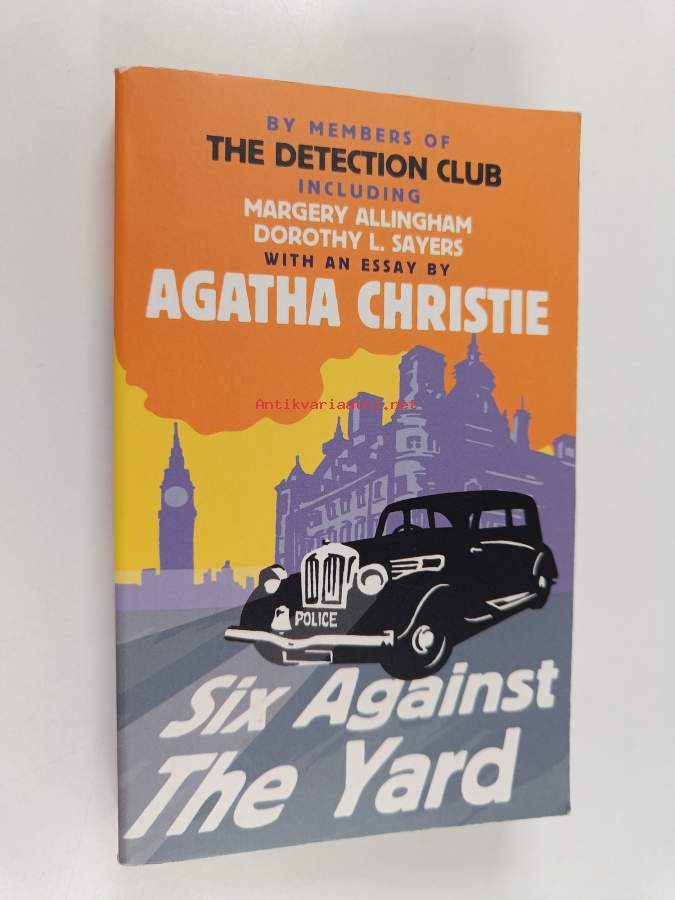 BY MEMBERS OF
THE DETECTION CLUB
INCLUDING
MARGERY ALLINGHAM
DOROTHY L. SAYERS
WITH AN ESSAY BY
AGATHA CHRISTIE
Antikvariaatti.net
POLICE
Six Against
The Yard